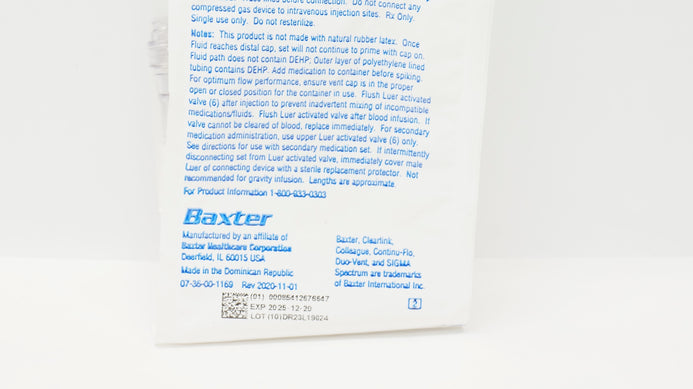 lines before connection. Do not connect any
compressed gas device to intravenous injection sites. Rx Only.
Single use only. Do not resterilize.
Notes: This product is not made with natural rubber latex. Once
Fluid reaches distal cap, set will not continue to prime with cap on.
Fluid path does not contain DEHP; Outer layer of polyethylene lined
tubing contains DEHP. Add medication to container before spiking.
For optimum flow performance, ensure vent cap is in the proper
open or closed position for the container in use. Flush Luer activated
valve (6) after injection to prevent inadvertent mixing of incompatible
medications/fluids. Flush Luer activated valve after blood infusion. If
valve cannot be cleared of blood, replace immediately. For secondary
medication administration, use upper Luer activated valve (6) only.
See directions for use with secondary medication set. If intermittently
disconnecting set from Luer activated valve, immediately cover male
Luer of connecting device with a sterile replacement protector. Not
recommended for gravity infusion. Lengths are approximate.
For Product Information 1-800-933-0303
Baxter
Manufactured by an affiliate of
Baxter Healthcare Corporation
Deerfield, IL 60015 USA
Made in the Dominican Republic
07-35-00-1169 Rev 2020-11-01
Baxter, Clearlink,
Colleague, Continu-Flo,
Duo-Vent, and SIGMA
Spectrum are trademarks
of Baxter International Inc.
(01) 00085412676647
EXP 2025-12-20
LOT (10)DR23L19024
2